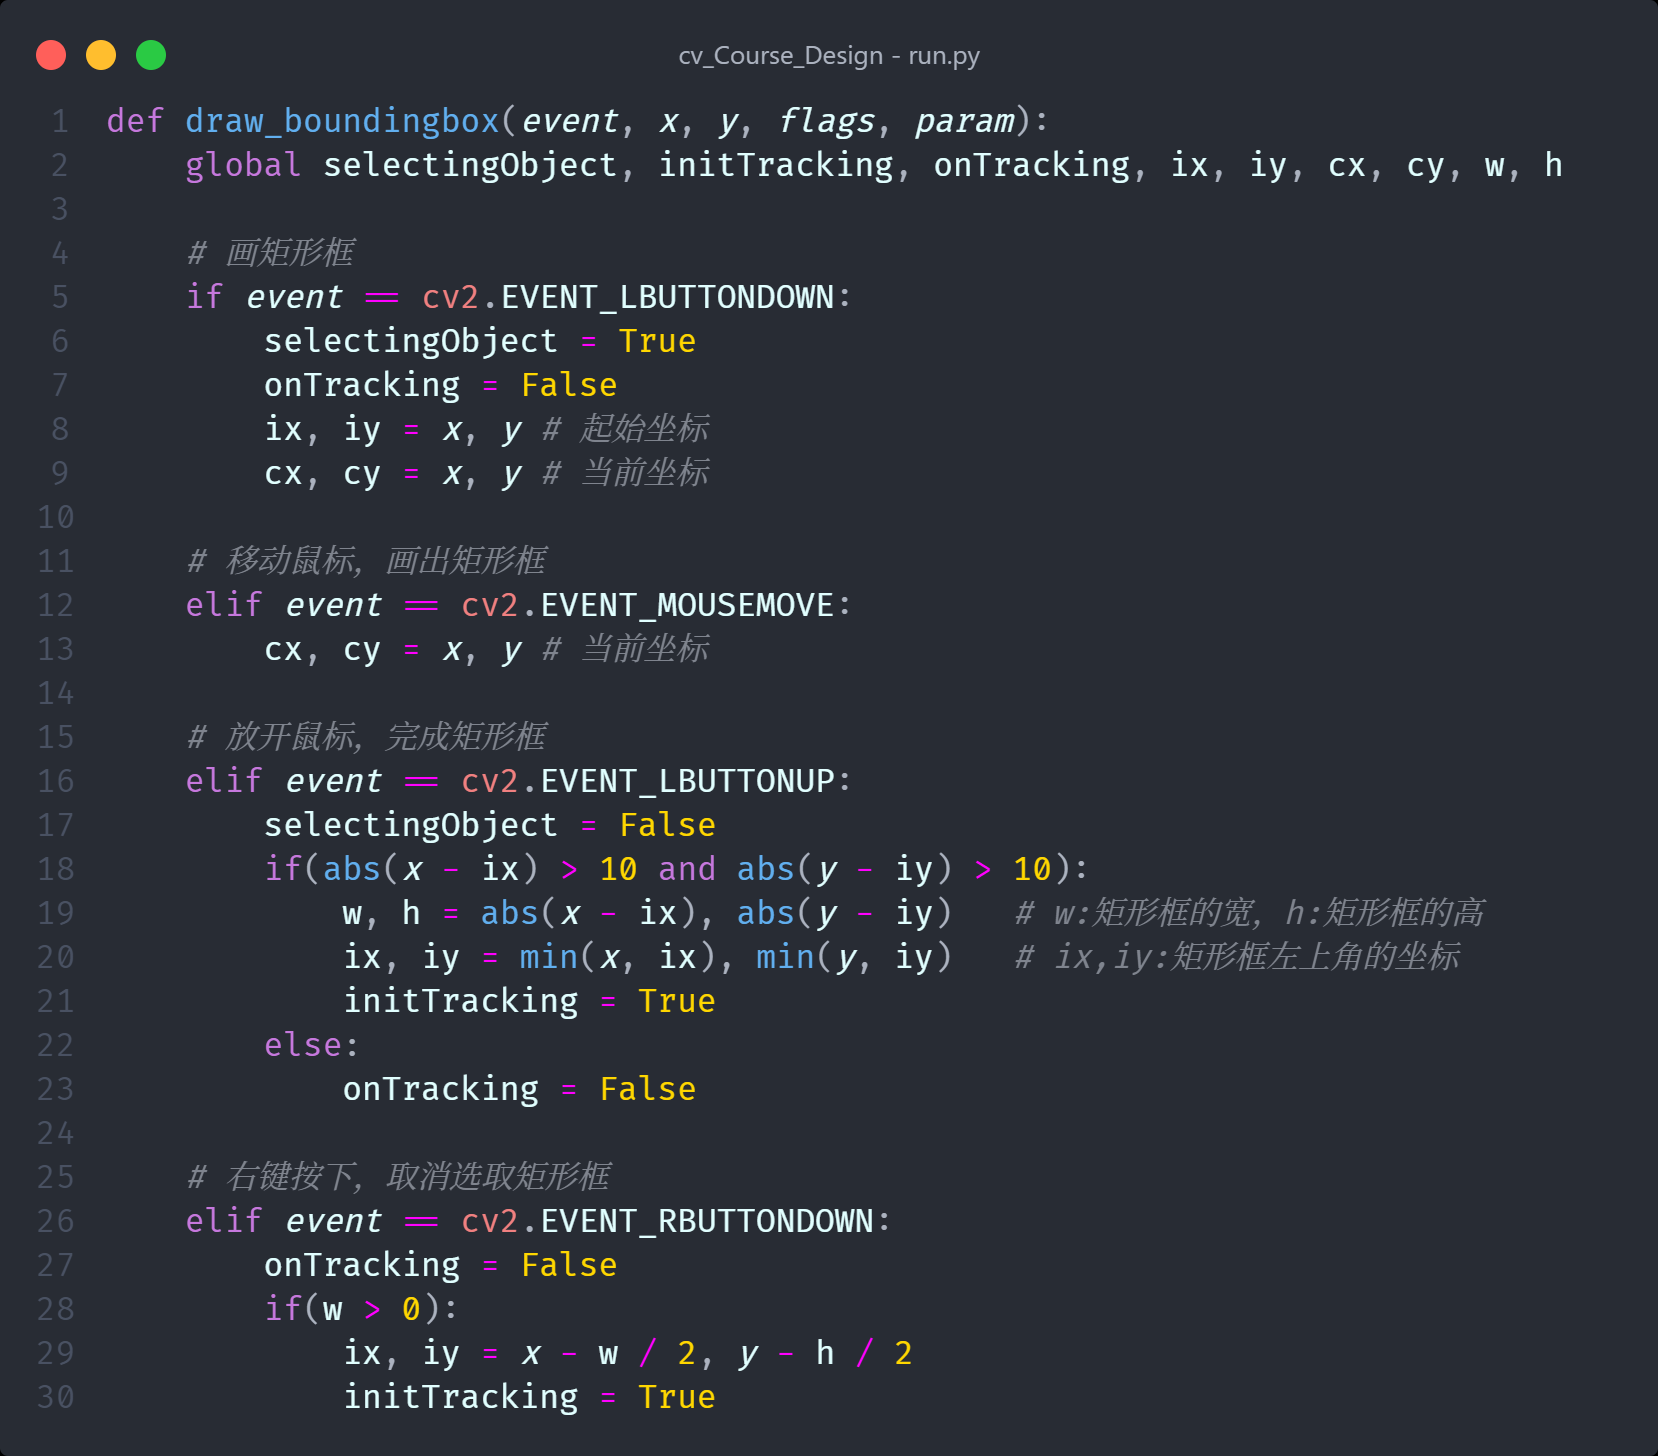 cv_Course_Design - run.py
1 def draw_boundingbox(event, x, y, flags, param):
2     global selectingObject, initTracking, onTracking, ix, iy, cx, cy, w, h
3
4     # 画矩形框
5     if event == cv2.EVENT_LBUTTONDOWN:
6         selectingObject = True
7         onTracking = False
8         ix, iy = x, y # 起始坐标
9         cx, cy = x, y # 当前坐标
10
11     # 移动鼠标, 画出矩形框
12     elif event == cv2.EVENT_MOUSEMOVE:
13         cx, cy = x, y # 当前坐标
14
15     # 放开鼠标, 完成矩形框
16     elif event == cv2.EVENT_LBUTTONUP:
17         selectingObject = False
18         if(abs(x - ix) > 10 and abs(y - iy) > 10):
19             w, h = abs(x - ix), abs(y - iy)   # w:矩形框的宽, h:矩形框的高
20             ix, iy = min(x, ix), min(y, iy)   # ix,iy:矩形框左上角的坐标
21             initTracking = True
22         else:
23             onTracking = False
24
25     # 右键按下, 取消选取矩形框
26     elif event == cv2.EVENT_RBUTTONDOWN:
27         onTracking = False
28         if(w > 0):
29             ix, iy = x - w / 2, y - h / 2
30             initTracking = True